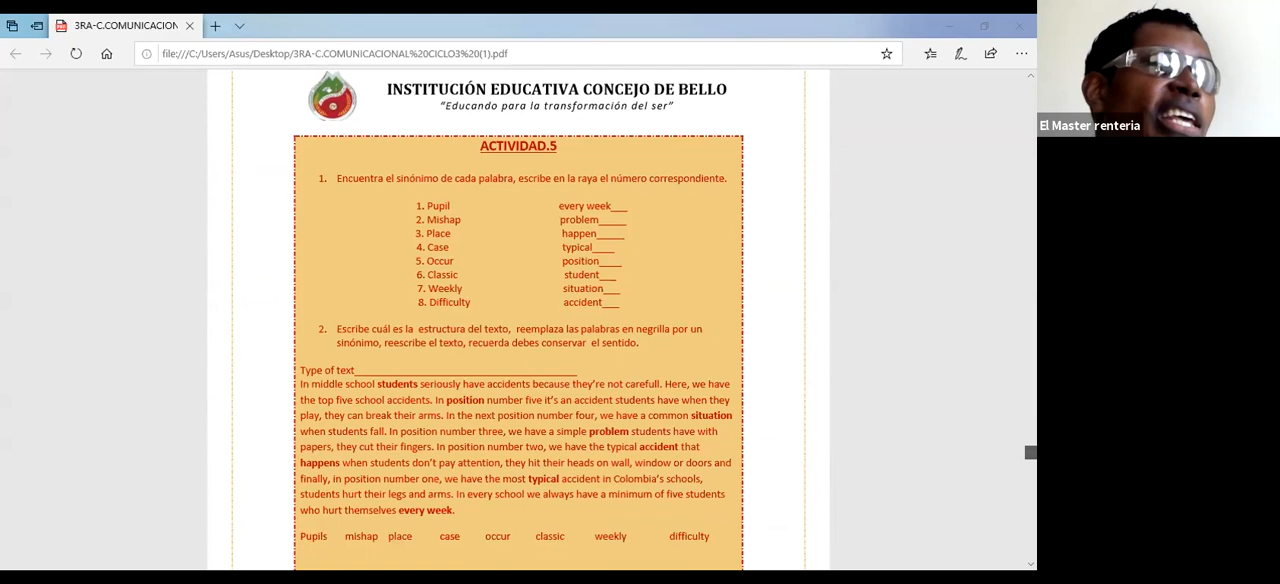 3RA-C.COMUNICACION
file:///C:/Users/Asus/Desktop/3RA-C.COMUNICACIONAL%20CICLO3%20(1).pdf
El Master renteria
INSTITUCIÓN EDUCATIVA CONCEJO DE BELLO
"Educando para la transformación del ser"
ACTIVIDAD.5
1. Encuentra el sinónimo de cada palabra, escribe en la raya el número correspondiente.
1. Pupil every week___
2. Mishap problem_____
3. Place happen_____
4. Case typical____
5. Occur position____
6. Classic student___
7. Weekly situation___
8. Difficulty accident___
2. Escribe cuál es la estructura del texto, reemplaza las palabras en negrilla por un
sinónimo, reescribe el texto, recuerda debes conservar el sentido.
Type of text________________________________________
In middle school students seriously have accidents because they're not carefull. Here, we have
the top five school accidents. In position number five it's an accident students have when they
play, they can break their arms. In the next position number four, we have a common situation
when students fall. In position number three, we have a simple problem students have with
papers, they cut their fingers. In position number two, we have the typical accident that
happens when students don't pay attention, they hit their heads on wall, window or doors and
finally, in position number one, we have the most typical accident in Colombia's schools,
students hurt their legs and arms. In every school we always have a minimum of five students
who hurt themselves every week.
Pupils mishap place case occur classic weekly difficulty